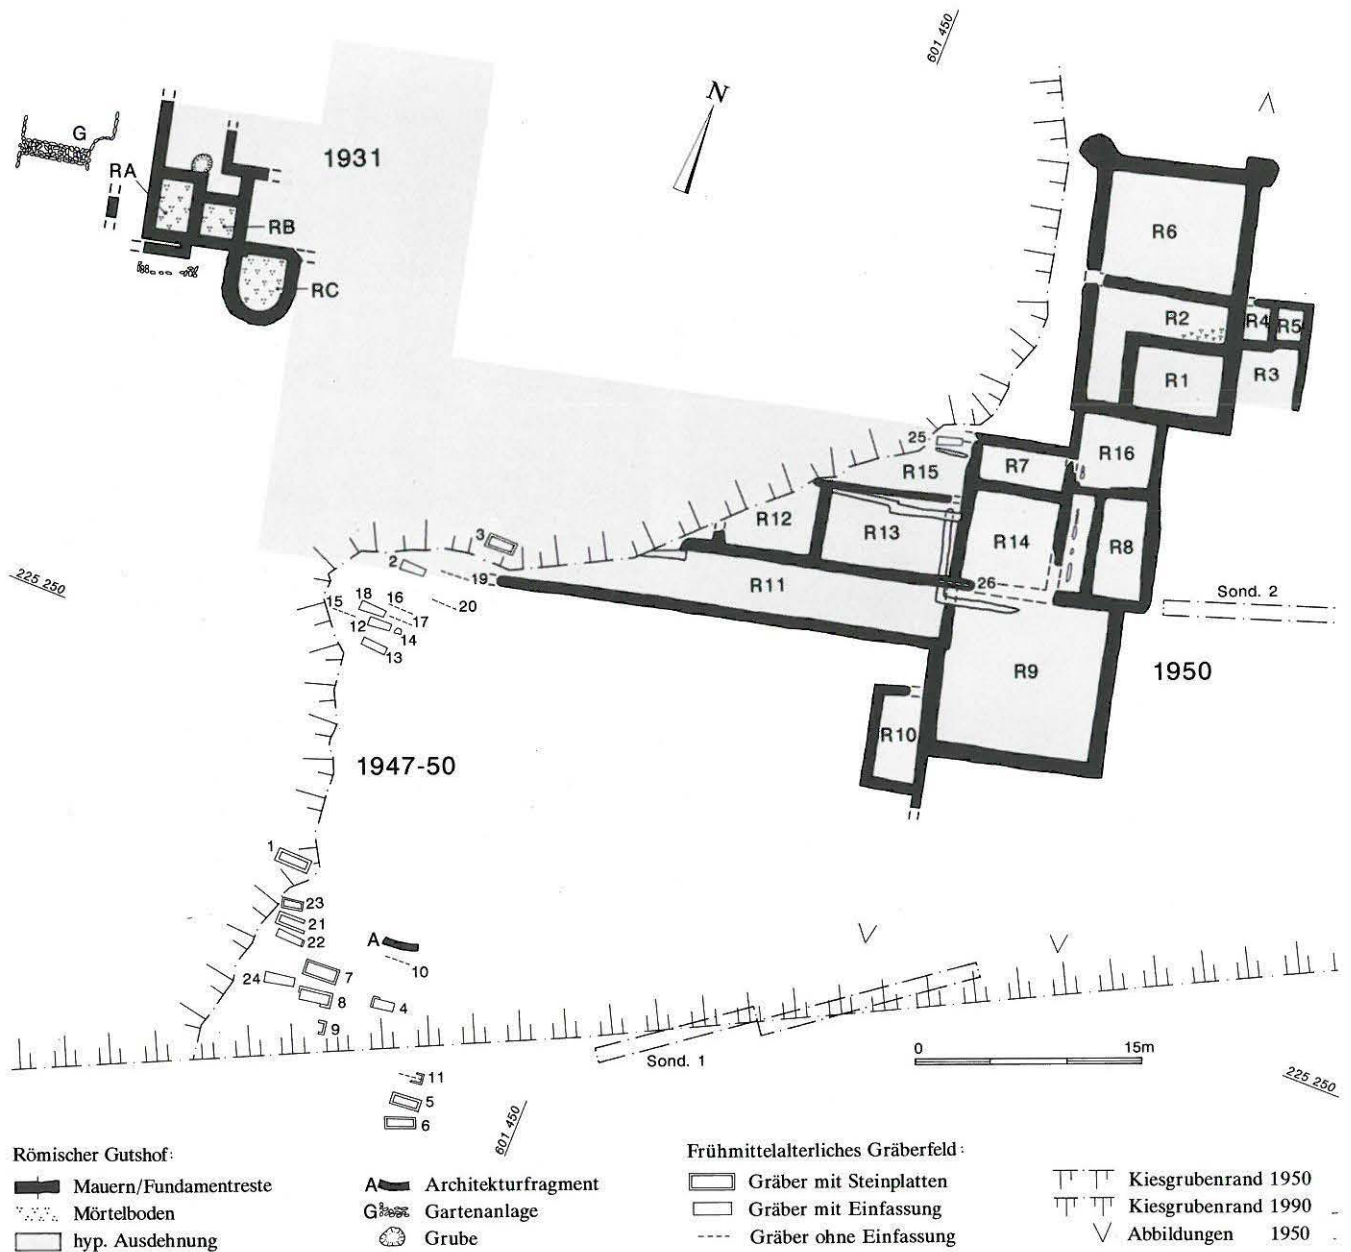 601 450
N
G
RA
1931
RB
RC
R6
R2
R4
R5
R1
R3
25
R15
R7
R16
R12
R13
R14
R8
3
2
19
R11
26
225 250
15
18
16
20
17
12
14
13
Sond. 2
R9
1950
R10
1947-50
1
23
21
22
A
10
24
7
8
4
9
Sond. 1
0 15m
11
5
6
601 450
225 250
Römischer Gutshof:
Mauern/Fundamentreste
Mörtelboden
hyp. Ausdehnung
A Architekturfragment
G Gartenanlage
Grube
Frühmittelalterliches Gräberfeld:
Gräber mit Steinplatten
Gräber mit Einfassung
Gräber ohne Einfassung
Kiesgrubenrand 1950
Kiesgrubenrand 1990
Abbildungen 1950